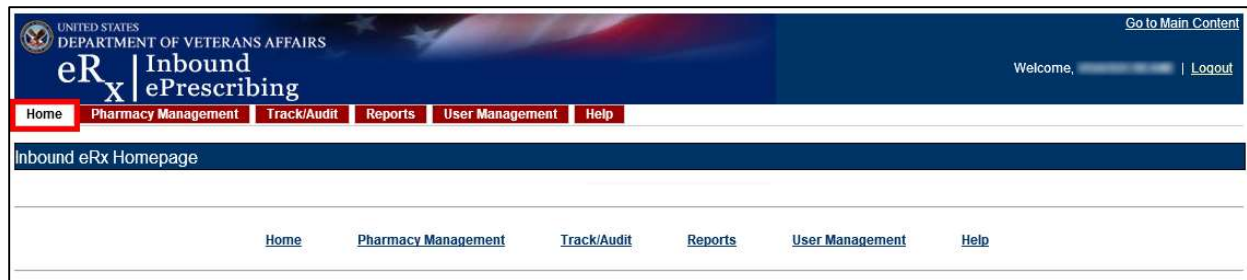 Go to Main Content
UNITED STATES
DEPARTMENT OF VETERANS AFFAIRS
eRx Inbound
ePrescribing
Welcome, | Logout
Home Pharmacy Management Track/Audit Reports User Management Help
Inbound eRx Homepage
Home Pharmacy Management Track/Audit Reports User Management Help